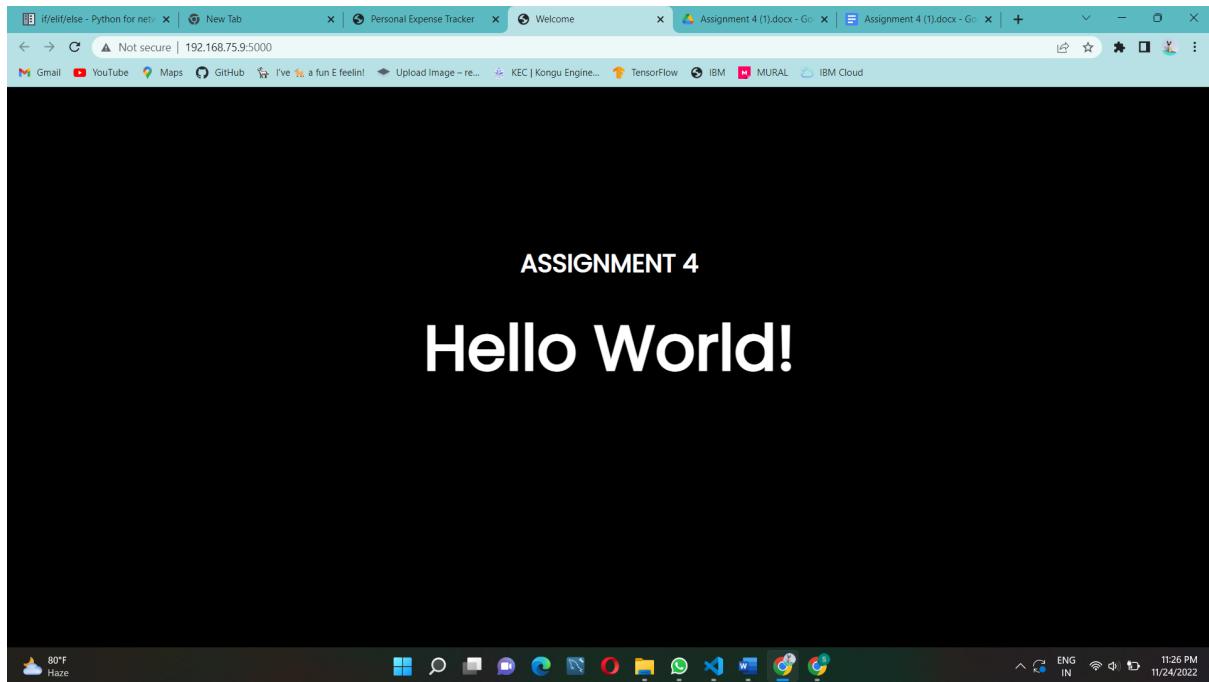 if/elif/else - Python for netw
New Tab
Personal Expense Tracker
Welcome
Assignment 4 (1).docx - Go
Assignment 4 (1).docx - Go
Not secure | 192.168.75.9:5000
Gmail
YouTube
Maps
GitHub
I've a fun E feelin!
Upload Image – re...
KEC | Kongu Engine...
TensorFlow
IBM
MURAL
IBM Cloud
ASSIGNMENT 4
Hello World!
80°F
Haze
ENG
IN
11:26 PM
11/24/2022